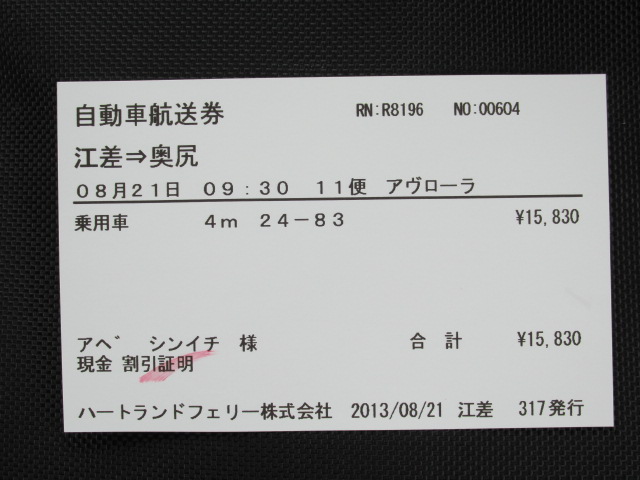 自動車航送券 RN:R8196 NO:00604
江差⇒奥尻
08月21日 09:30 11便 アヴローラ
乗用車 4m 24-83 ¥15,830
アベ シンイチ 様 合 計 ¥15,830
現金 割引証明
ハートランドフェリー株式会社 2013/08/21 江差 317発行